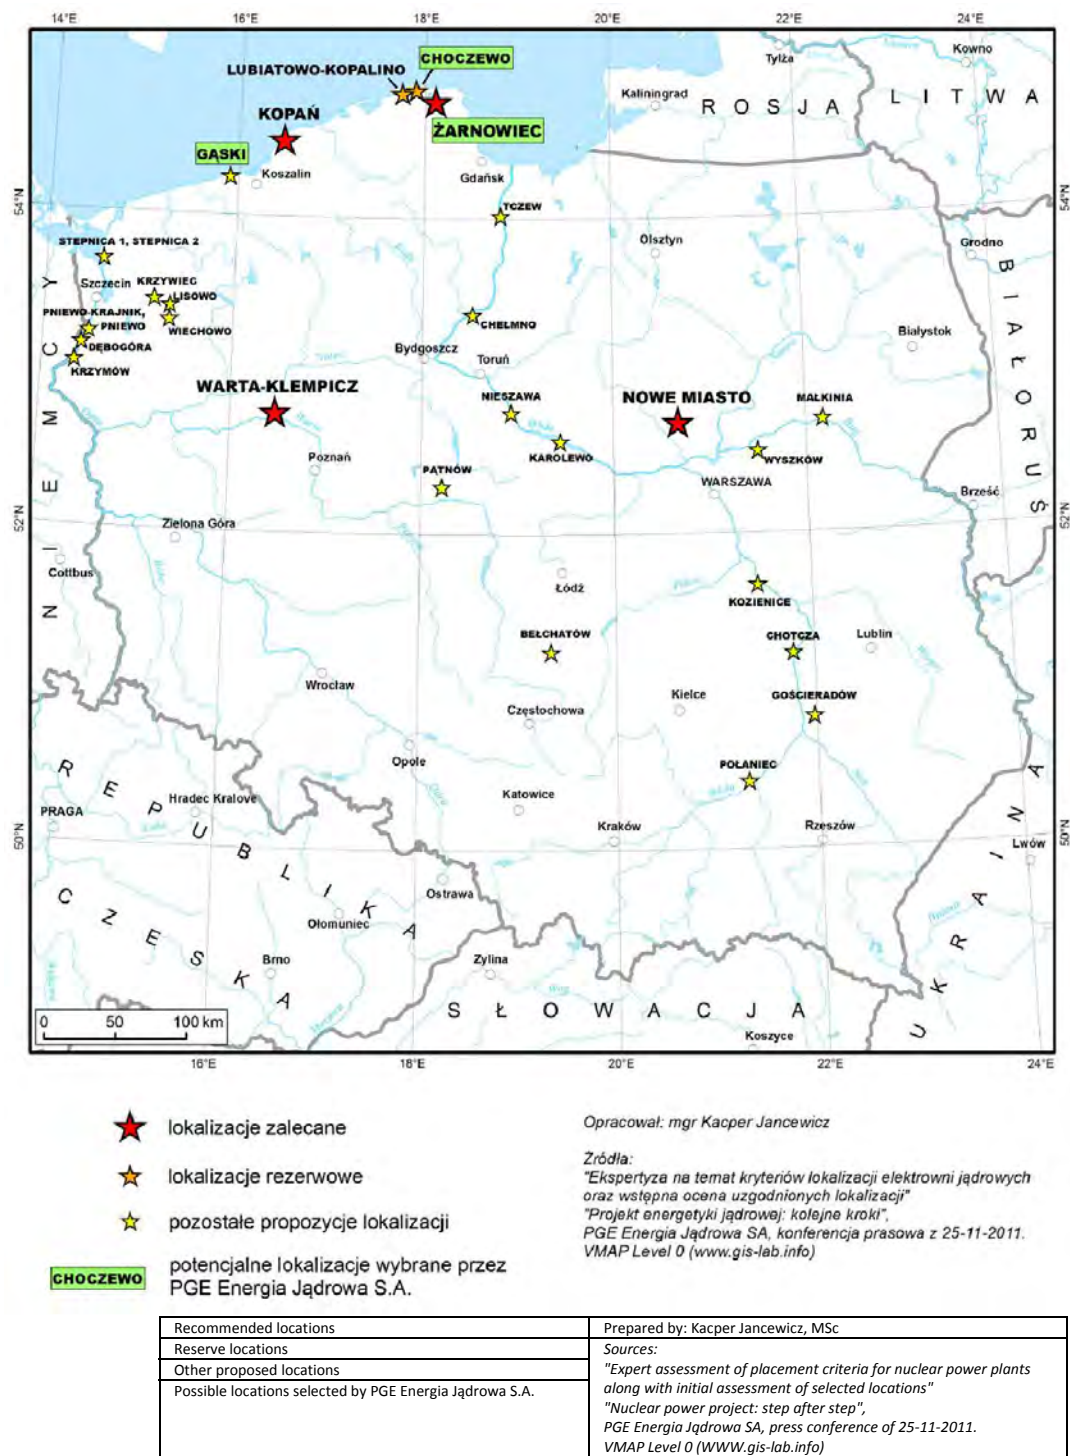 14°E 16°E 18°E 20°E 22°E 24°E
Tylża
Kowno
CHOCZEWO
LUBIATOWO-KOPALINO
Kaliningrad
ROSJA
LITWA
KOPAŃ
ŻARNOWIEC
GĄSKI
Koszalin
Gdańsk
54°N
54°N
TCZEW
STEPNICA 1, STEPNICA 2
Olsztyn
Grodno
Szczecin
KRZYWIEC
LISOWO
PNIEWO-KRAJNIK,
PNIEWO
WIECHOWO
CHEŁMNO
DĘBOGÓRA
KRZYMÓW
Bydgoszcz
Toruń
Białystok
NIEMCY
BIAŁORUŚ
WARTA-KLEMPICZ
NIESZAWA
NOWE MIASTO
MAŁKINIA
KAROLEWO
WYSZKÓW
Poznań
PĄTNÓW
WARSZAWA
Brześć
52°N
52°N
Zielona Góra
Cottbus
Łódź
KOZIENICE
BEŁCHATÓW
CHOTCZA
Lublin
Wrocław
Kielce
GOŚCIERADÓW
Częstochowa
Opole
POŁANIEC
Hradec Kralove
PRAGA
Katowice
Kraków
Rzeszów
50°N
50°N
Lwów
REPUBLIKA
CZESKA
Ostrawa
Ołomuniec
UKRAINA
Brno
Zylina
SŁOWACJA
Koszyce
0 50 100 km
16°E 18°E 20°E 22°E 24°E
lokalizacje zalecane
lokalizacje rezerwowe
pozostałe propozycje lokalizacji
CHOCZEWO
potencjalne lokalizacje wybrane przez
PGE Energia Jądrowa S.A.
Opracował: mgr Kacper Jancewicz
Źródła:
"Ekspertyza na temat kryteriów lokalizacji elektrowni jądrowych
oraz wstępna ocena uzgodnionych lokalizacji"
"Projekt energetyki jądrowej: kolejne kroki",
PGE Energia Jądrowa SA, konferencja prasowa z 25-11-2011.
VMAP Level 0 (www.gis-lab.info)
Recommended locations
Reserve locations
Other proposed locations
Possible locations selected by PGE Energia Jądrowa S.A.
Prepared by: Kacper Jancewicz, MSc
Sources:
"Expert assessment of placement criteria for nuclear power plants
along with initial assessment of selected locations"
"Nuclear power project: step after step",
PGE Energia Jądrowa SA, press conference of 25-11-2011.
VMAP Level 0 (WWW.gis-lab.info)